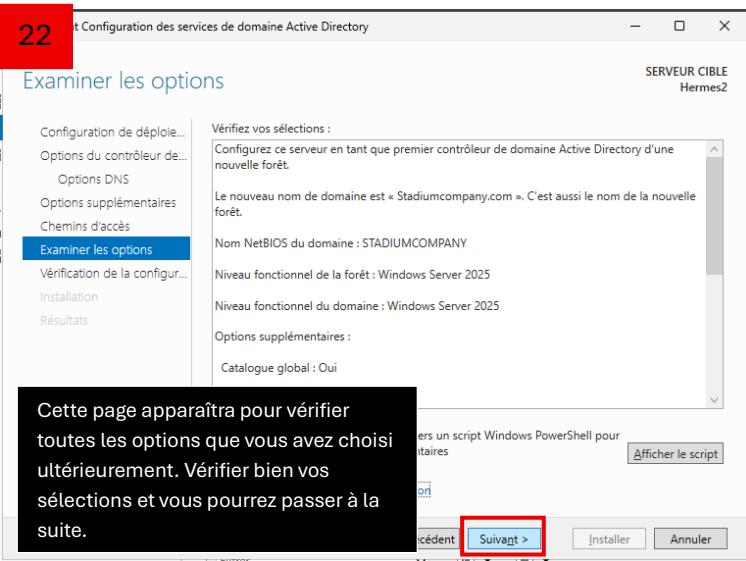 22
t Configuration des services de domaine Active Directory
Examiner les options
SERVEUR CIBLE
Hermes2
Configuration de déploie...
Options du contrôleur de...
Options DNS
Options supplémentaires
Chemins d'accès
Examiner les options
Vérification de la configur...
Installation
Résultats
Vérifiez vos sélections :
Configurez ce serveur en tant que premier contrôleur de domaine Active Directory d'une
nouvelle forêt.
Le nouveau nom de domaine est « Stadiumcompany.com ». C'est aussi le nom de la nouvelle
forêt.
Nom NetBIOS du domaine : STADIUMCOMPANY
Niveau fonctionnel de la forêt : Windows Server 2025
Niveau fonctionnel du domaine : Windows Server 2025
Options supplémentaires :
Catalogue global : Oui
Cette page apparaîtra pour vérifier
toutes les options que vous avez choisi
ultérieurement. Vérifier bien vos
sélections et vous pourrez passer à la
suite.
ers un script Windows PowerShell pour
ntaires
Afficher le script
on
cédent
Suivant >
Installer
Annuler